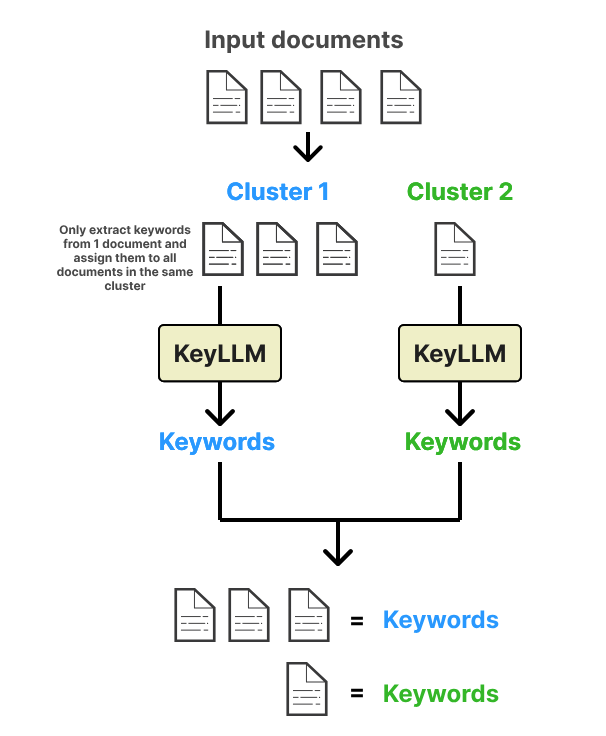 Input documents
Cluster 1
Cluster 2
Only extract keywords
from 1 document and
assign them to all
documents in the same
cluster
KeyLLM
KeyLLM
Keywords
Keywords
= Keywords
= Keywords